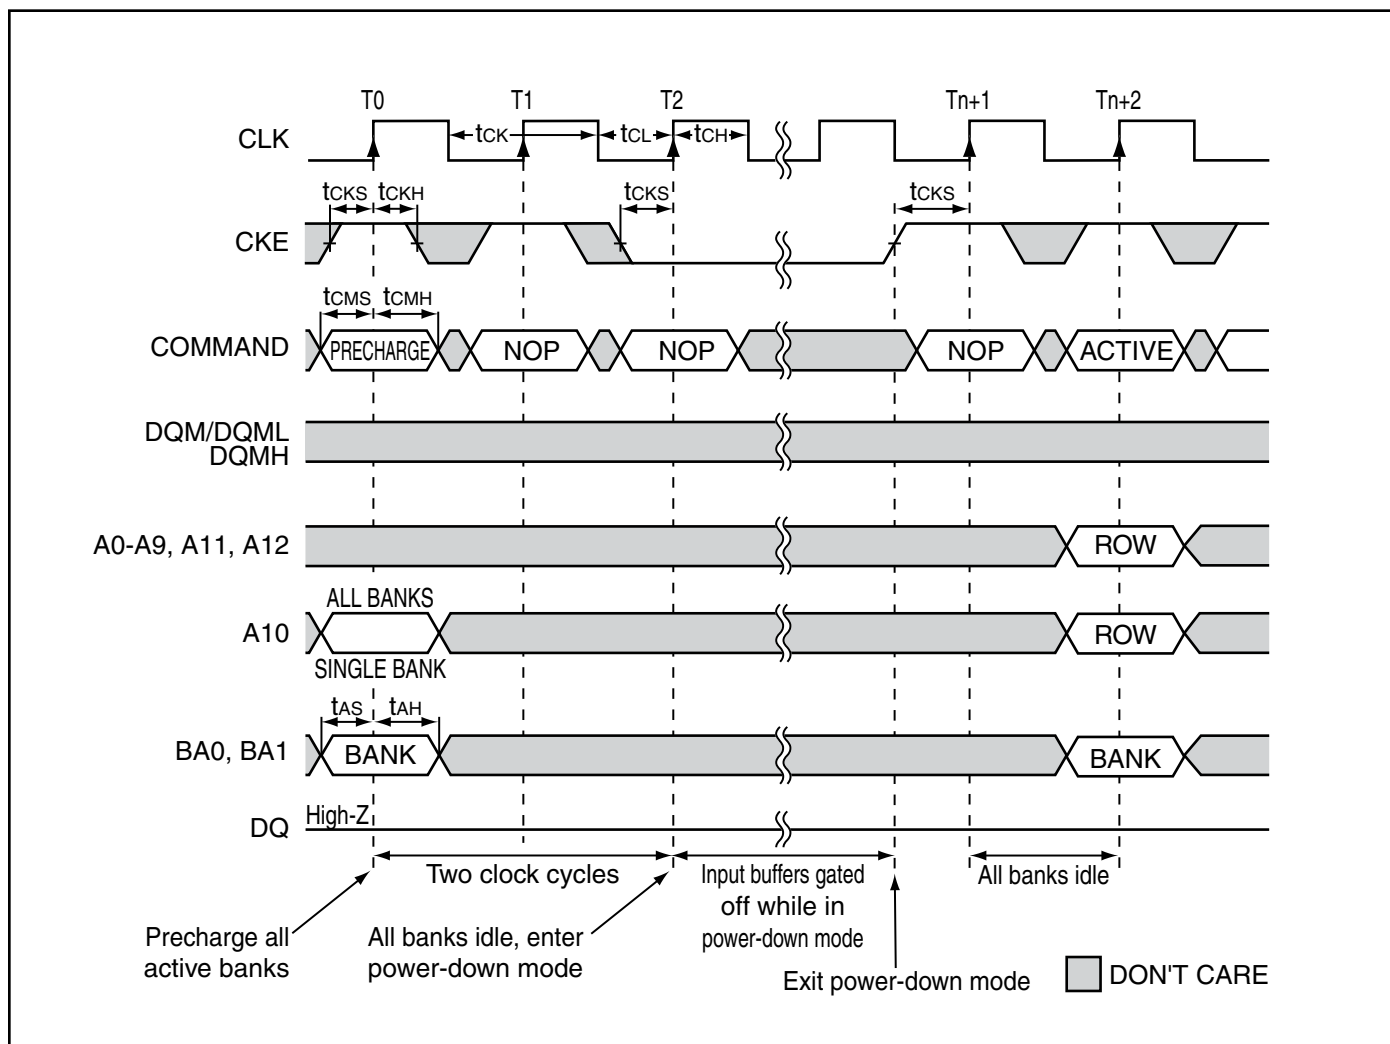 T0 T1 T2 Tn+1 Tn+2
CLK tCK tCL tCH
tCKS tCKH tCKS tCKS
CKE
tCMS tCMH
COMMAND PRECHARGE NOP NOP NOP ACTIVE
DQM/DQML
DQMH
A0-A9, A11, A12 ROW
ALL BANKS
A10 ROW
SINGLE BANK
tAS tAH
BA0, BA1 BANK BANK
DQ High-Z
Two clock cycles
Input buffers gated
off while in
power-down mode
All banks idle
Precharge all
active banks
All banks idle, enter
power-down mode
Exit power-down mode
DON'T CARE